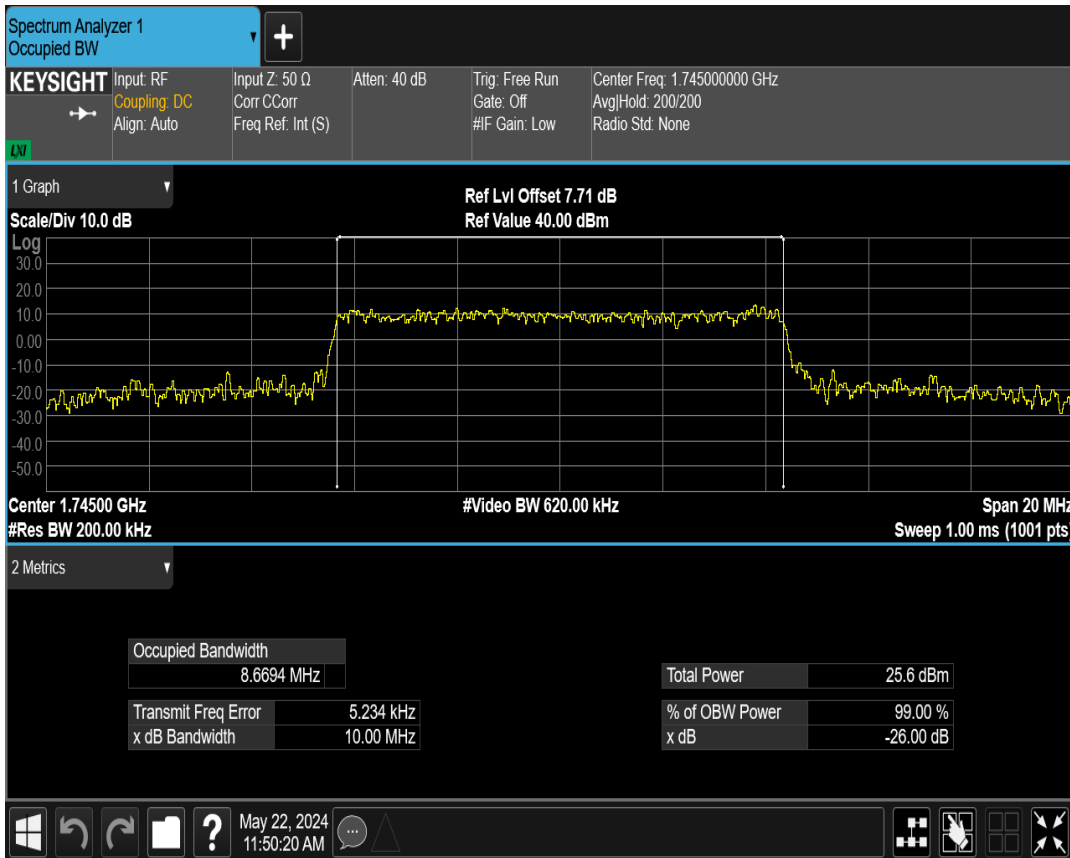 Spectrum Analyzer 1
Occupied BW
+
KEYSIGHT
LXI
Input: RF
Coupling: DC
Align: Auto
Input Z: 50 Ω
Corr CCorr
Freq Ref: Int (S)
Atten: 40 dB
Trig: Free Run
Gate: Off
#IF Gain: Low
Center Freq: 1.745000000 GHz
Avg|Hold: 200/200
Radio Std: None
1 Graph
Scale/Div 10.0 dB
Ref Lvl Offset 7.71 dB
Ref Value 40.00 dBm
Log
30.0
20.0
10.0
0.00
-10.0
-20.0
-30.0
-40.0
-50.0
Center 1.74500 GHz
#Res BW 200.00 kHz
#Video BW 620.00 kHz
Span 20 MHz
Sweep 1.00 ms (1001 pts)
2 Metrics
Occupied Bandwidth
8.6694 MHz
Transmit Freq Error 5.234 kHz
x dB Bandwidth 10.00 MHz
Total Power 25.6 dBm
% of OBW Power 99.00 %
x dB -26.00 dB
?
May 22, 2024
11:50:20 AM